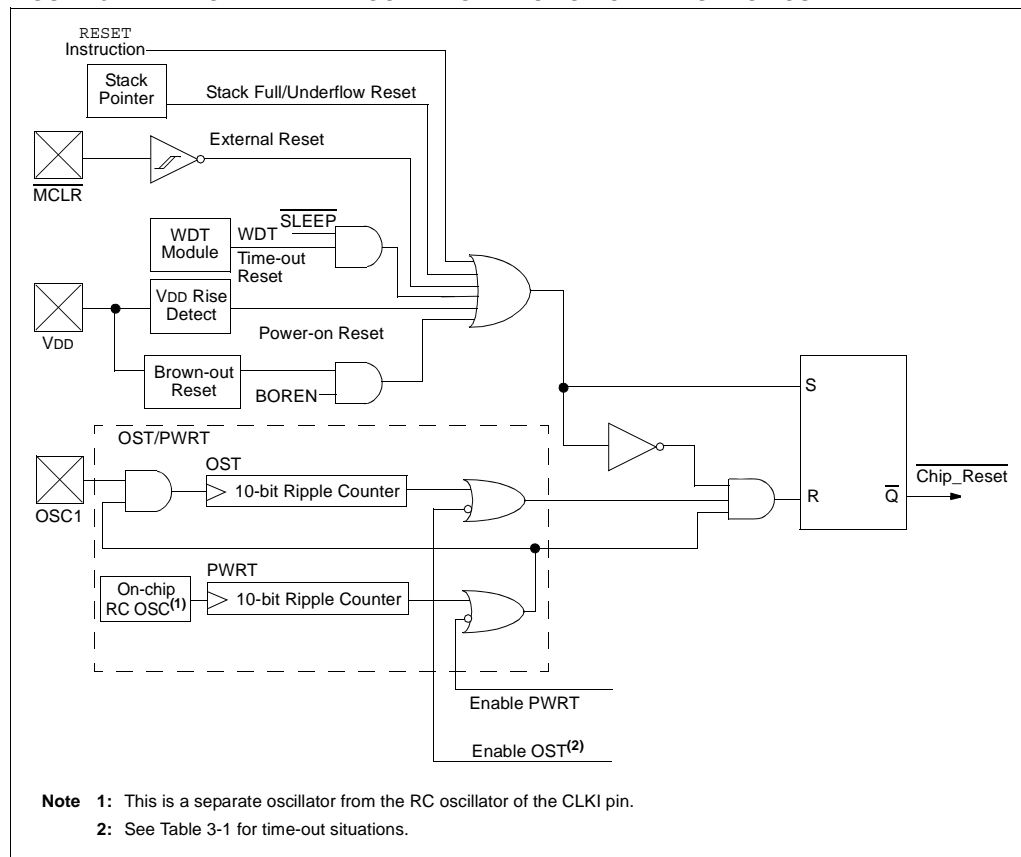 RESET
Instruction
Stack
Pointer
Stack Full/Underflow Reset
External Reset
MCLR
SLEEP
WDT
Module
WDT
Time-out
Reset
VDD Rise
Detect
VDD
Power-on Reset
Brown-out
Reset
BOREN
S
OST/PWRT
OST
10-bit Ripple Counter
OSC1
R
Q
Chip_Reset
PWRT
On-chip
RC OSC(1)
10-bit Ripple Counter
Enable PWRT
Enable OST(2)
Note 1: This is a separate oscillator from the RC oscillator of the CLKI pin.
2: See Table 3-1 for time-out situations.